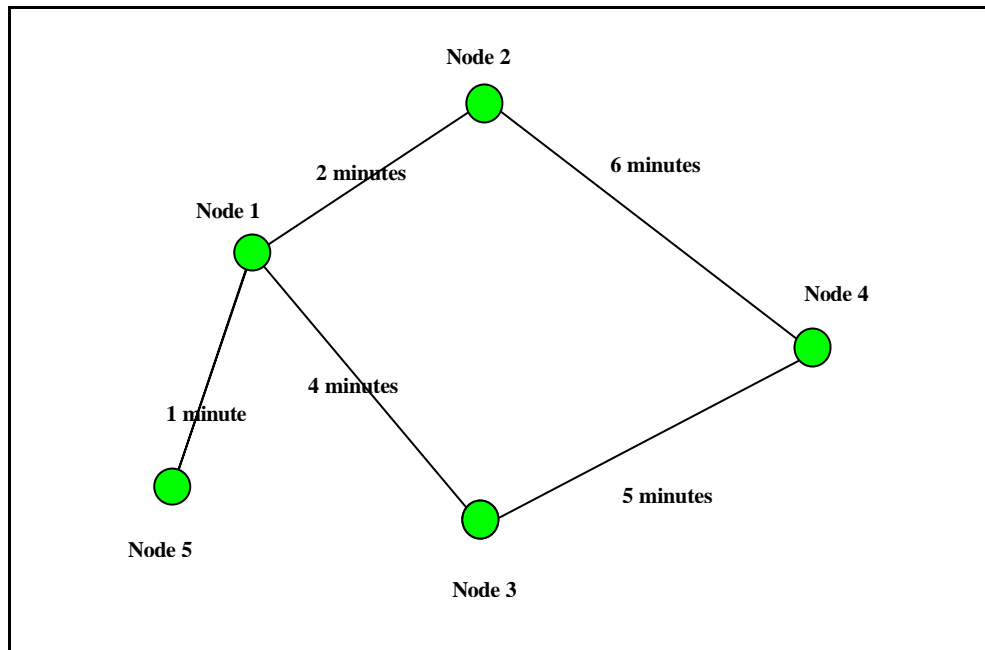 Node 2
6 minutes
2 minutes
Node 1
Node 4
4 minutes
1 minute
5 minutes
Node 5
Node 3